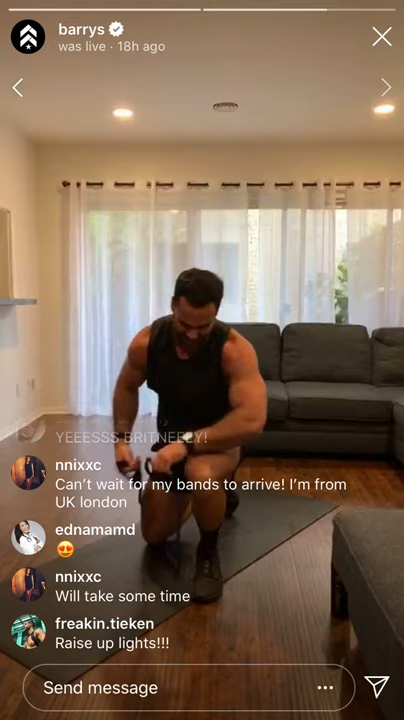 barrys
was live · 18h ago
YEEESSS BRITNEEEY!
nnixxc
Can't wait for my bands to arrive! I'm from
UK london
ednamamd
😍
nnixxc
Will take some time
freakin.tieken
Raise up lights!!!
Send message